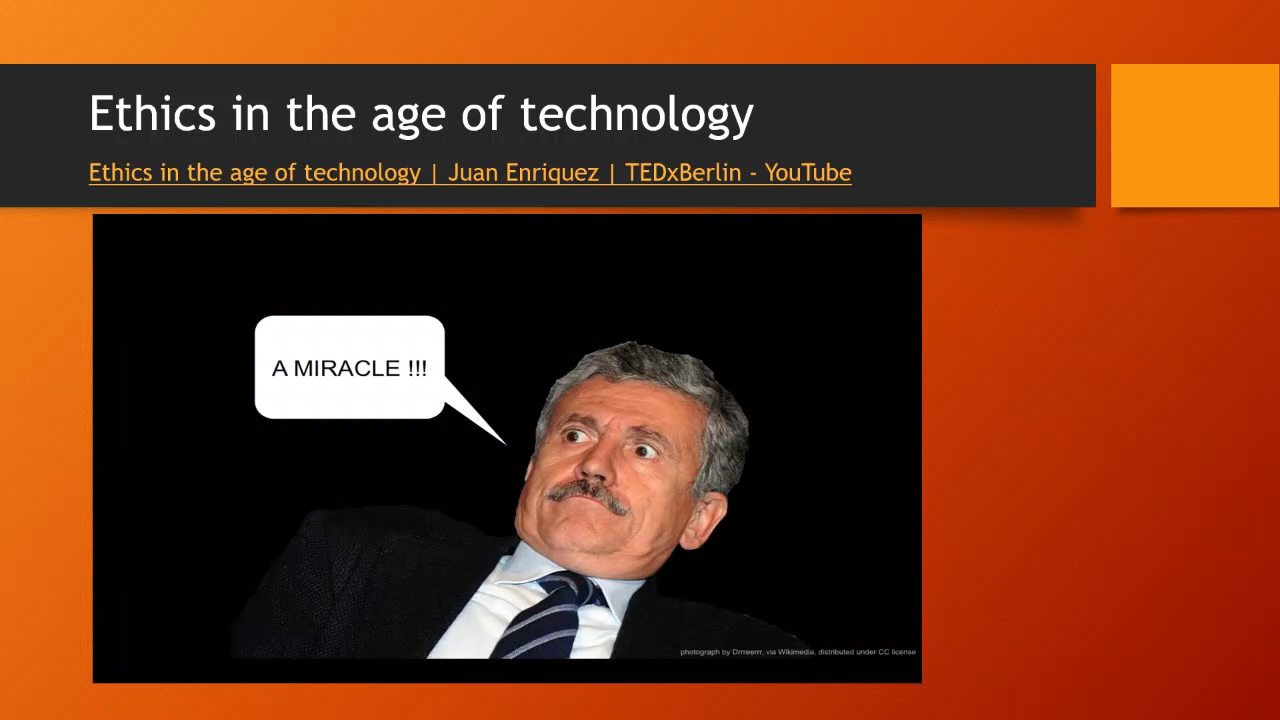 Ethics in the age of technology
Ethics in the age of technology | Juan Enriquez | TEDxBerlin - YouTube
A MIRACLE !!!
photograph by Drrreerrr, via Wikimedia, distributed under CC license